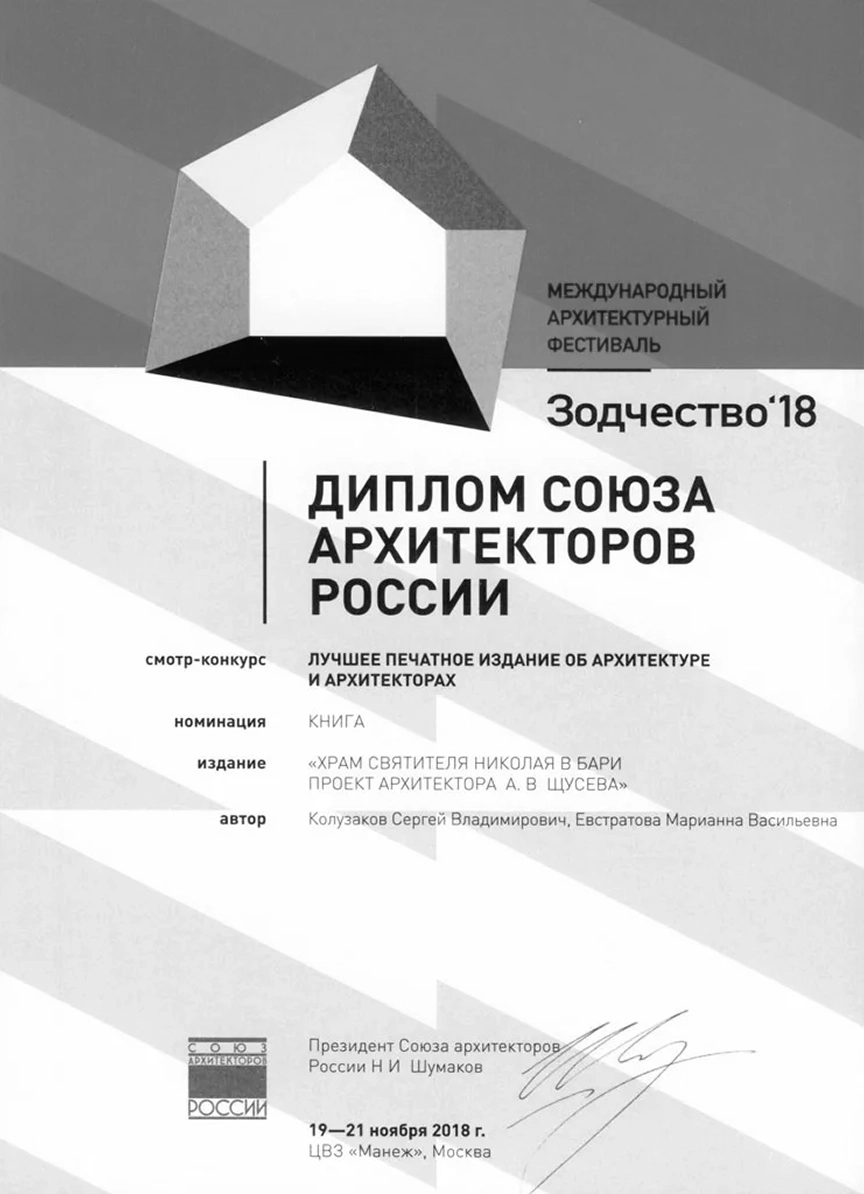 МЕЖДУНАРОДНЫЙ
АРХИТЕКТУРНЫЙ
ФЕСТИВАЛЬ
Зодчество‘18
ДИПЛОМ СОЮЗА
АРХИТЕКТОРОВ
РОССИИ
смотр-конкурс ЛУЧШЕЕ ПЕЧАТНОЕ ИЗДАНИЕ ОБ АРХИТЕКТУРЕ
И АРХИТЕКТОРАХ
номинация КНИГА
издание «ХРАМ СВЯТИТЕЛЯ НИКОЛАЯ В БАРИ
ПРОЕКТ АРХИТЕКТОРА А. В ЩУСЕВА»
автор Колузаков Сергей Владимирович, Евстратова Марианна Васильевна
СОЮЗ
АРХИТЕКТОРОВ
РОССИИ
Президент Союза архитекторов
России Н И Шумаков
19—21 ноября 2018 г.
ЦВЗ «Манеж», Москва